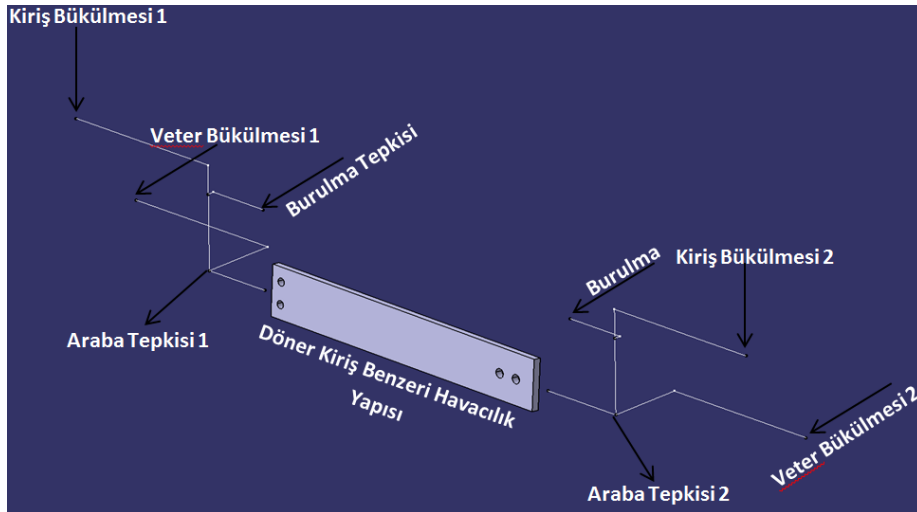 Kiriş Bükülmesi 1
Veter Bükülmesi 1
Burulma Tepkisi
Araba Tepkisi 1
Döner Kiriş Benzeri Havacılık
Yapısı
Burulma
Kiriş Bükülmesi 2
Veter Bükülmesi 2
Araba Tepkisi 2